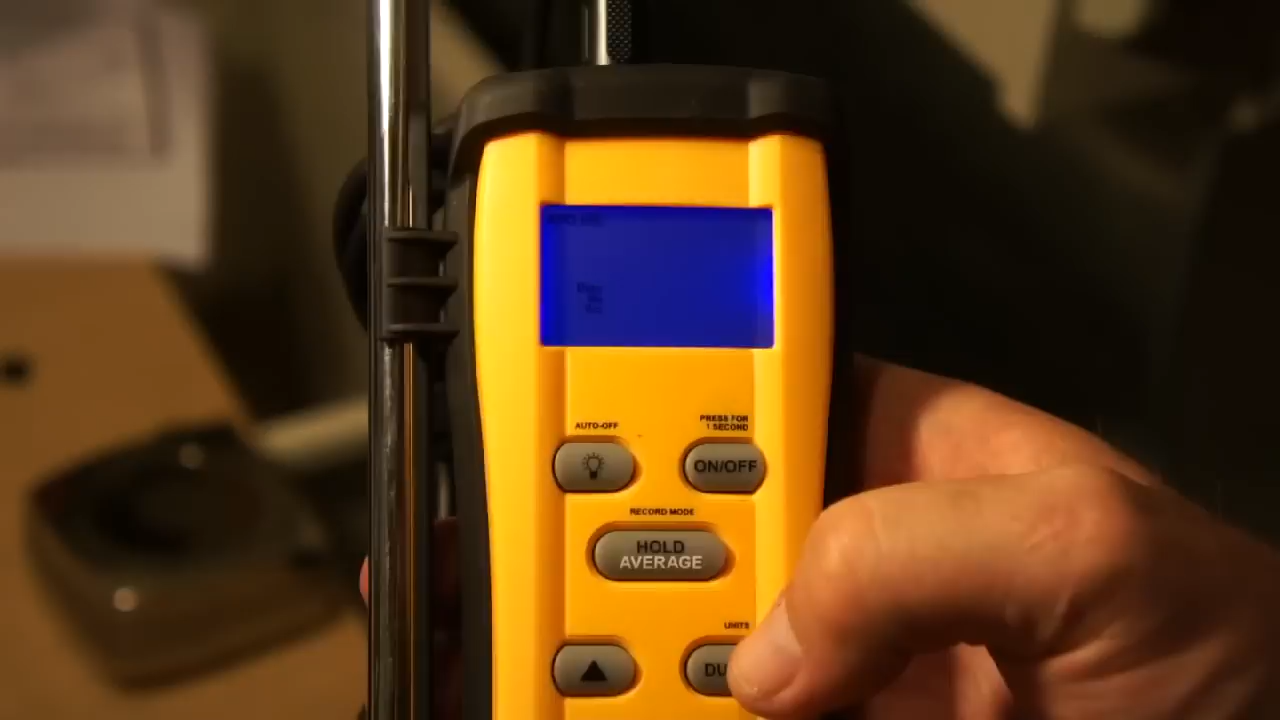 AUTO-OFF
PRESS FOR
1 SECOND
ON/OFF
RECORD MODE
HOLD
AVERAGE
UNITS